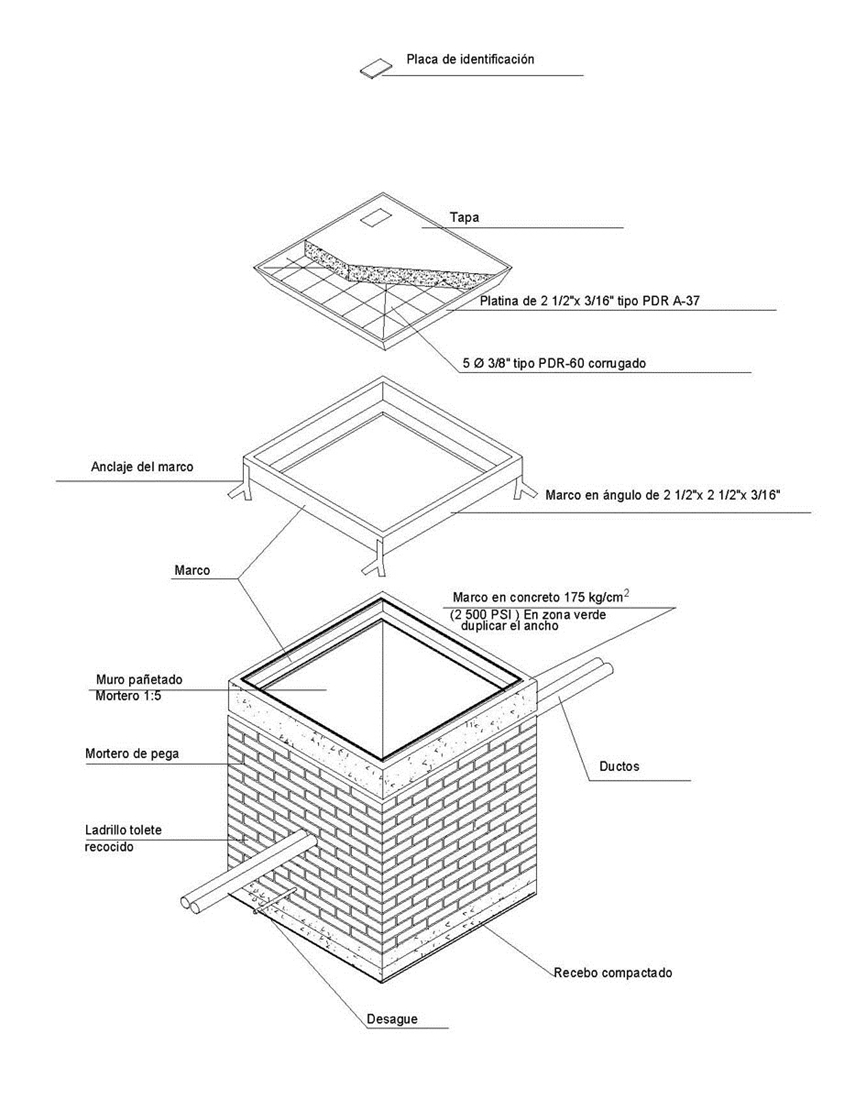 Placa de identificación
Tapa
Platina de 2 1/2"x 3/16" tipo PDR A-37
5 Ø 3/8" tipo PDR-60 corrugado
Anclaje del marco
Marco en ángulo de 2 1/2"x 2 1/2"x 3/16"
Marco
Marco en concreto 175 kg/cm2
(2 500 PSI ) En zona verde
duplicar el ancho
Muro pañetado
Mortero 1:5
Mortero de pega
Ductos
Ladrillo tolete
recocido
Recebo compactado
Desague